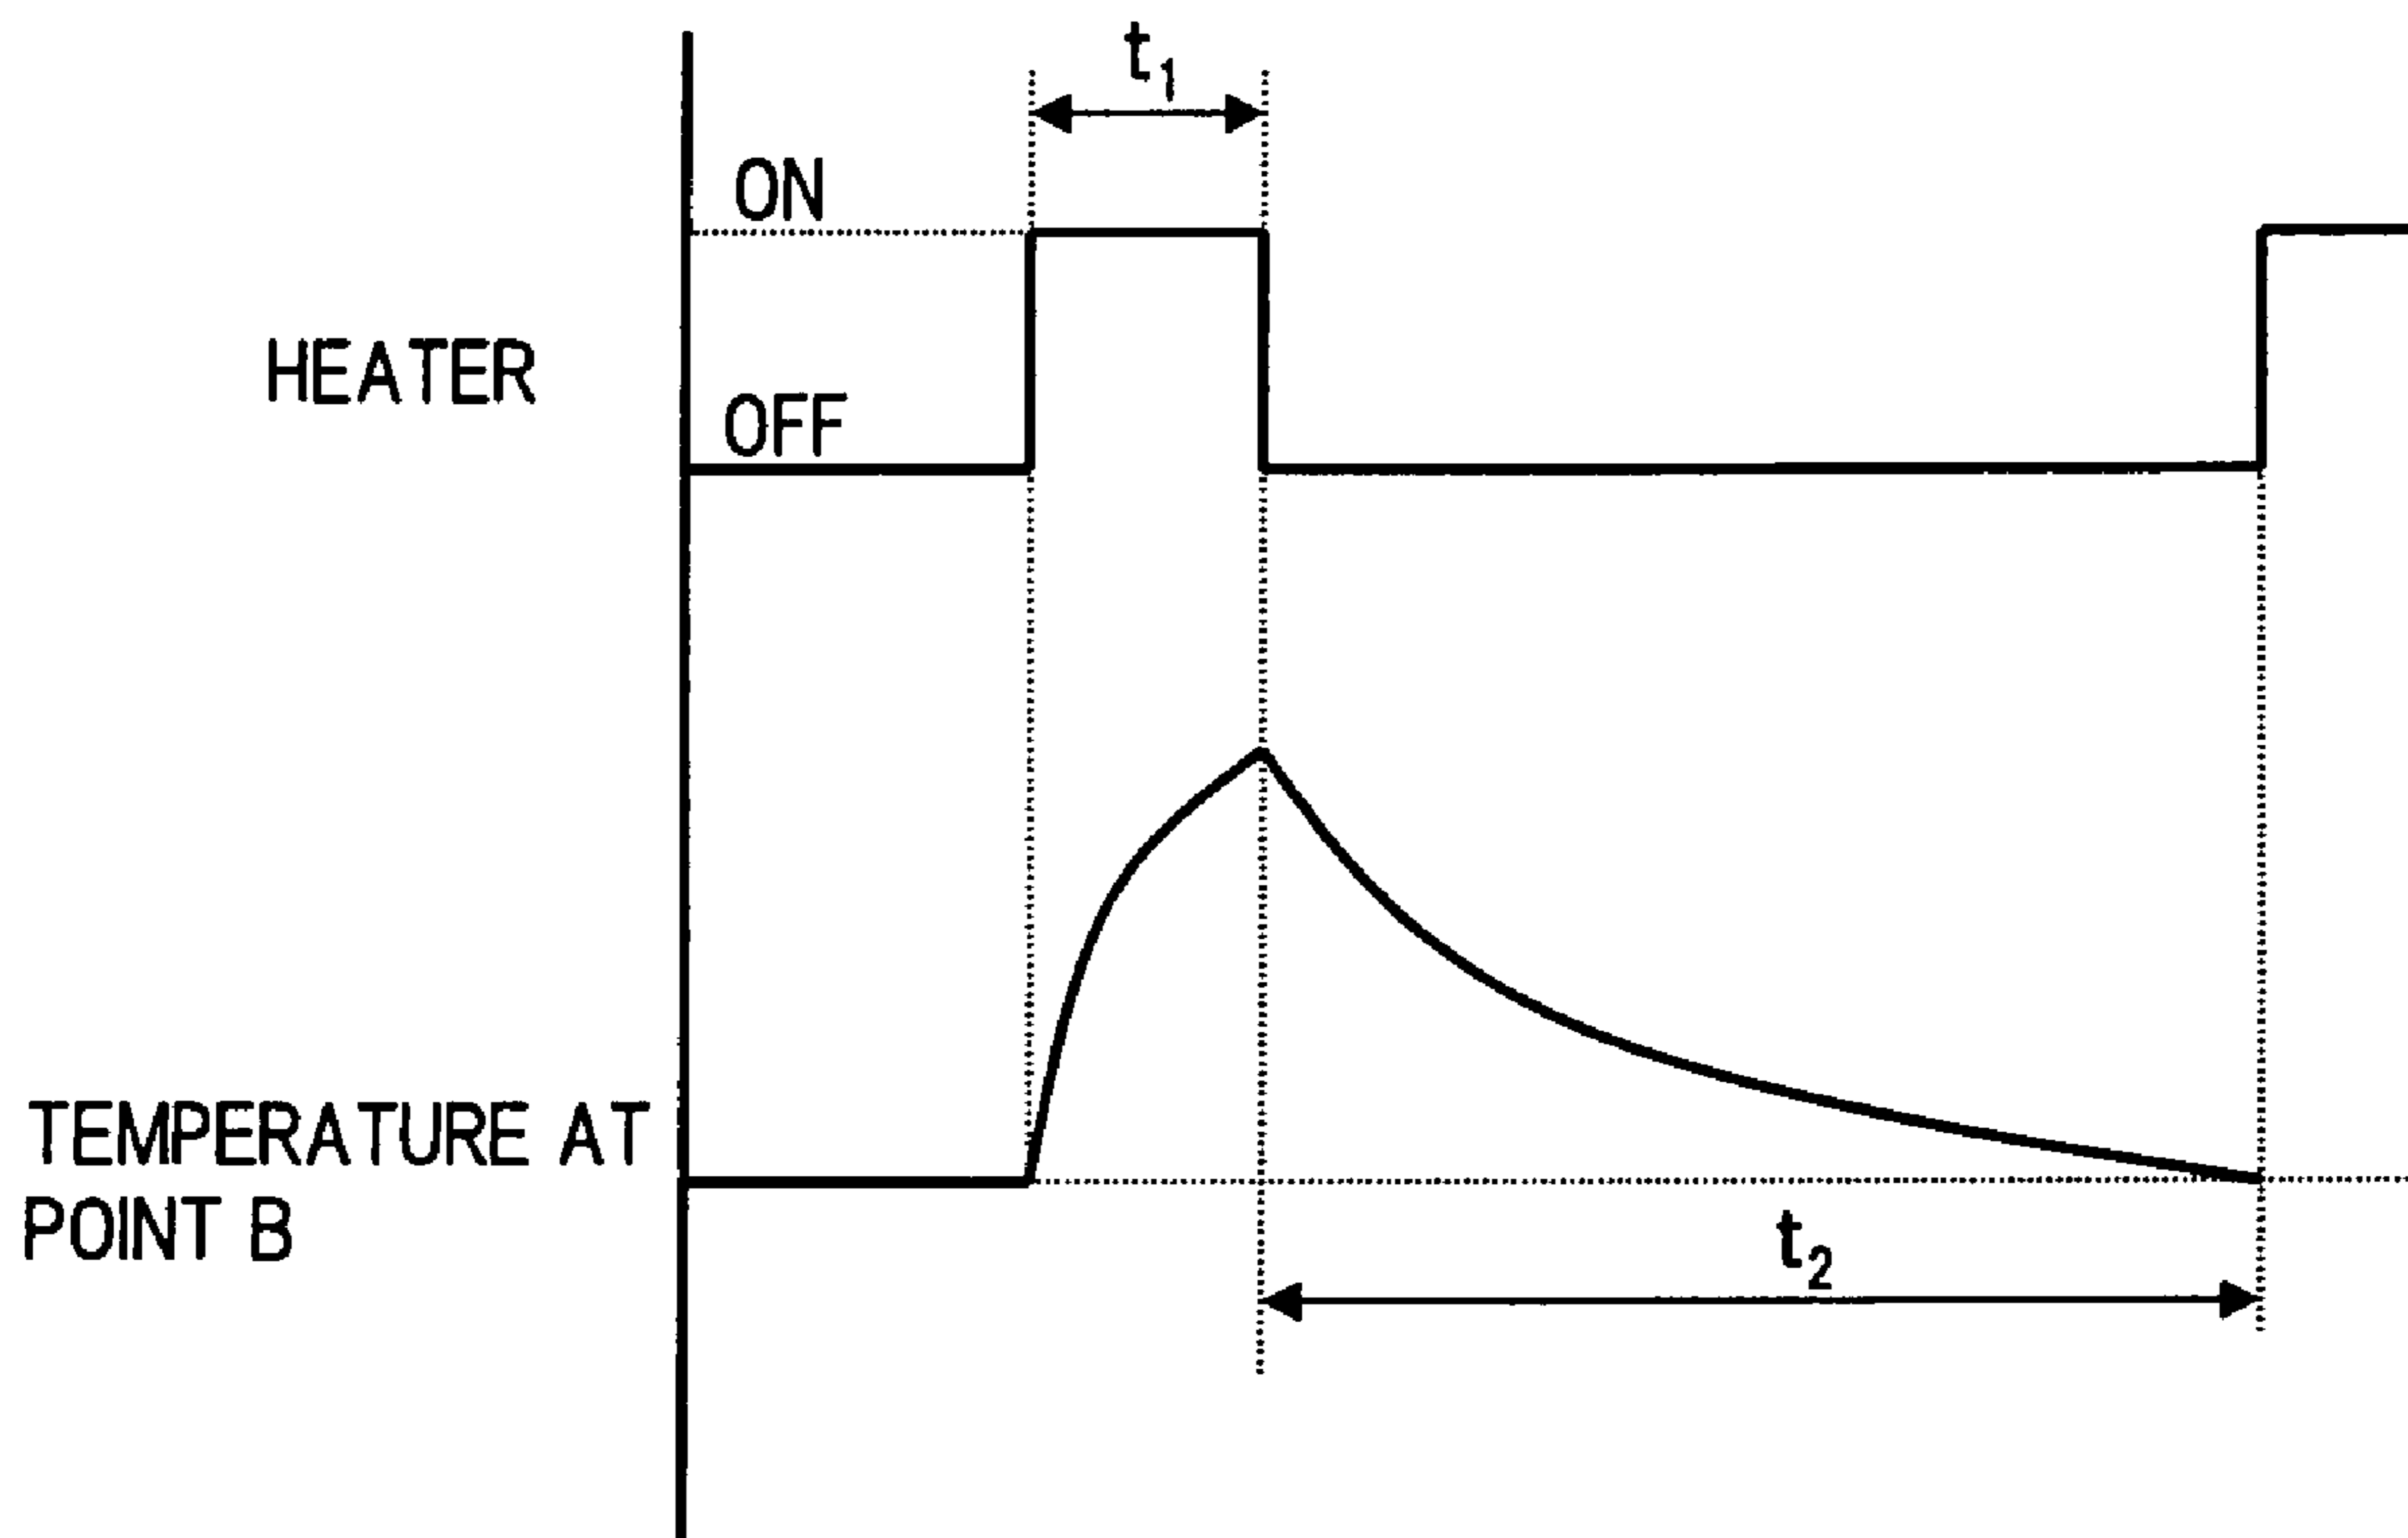 t₁
ON
HEATER
OFF
TEMPERATURE AT
POINT B
t₂